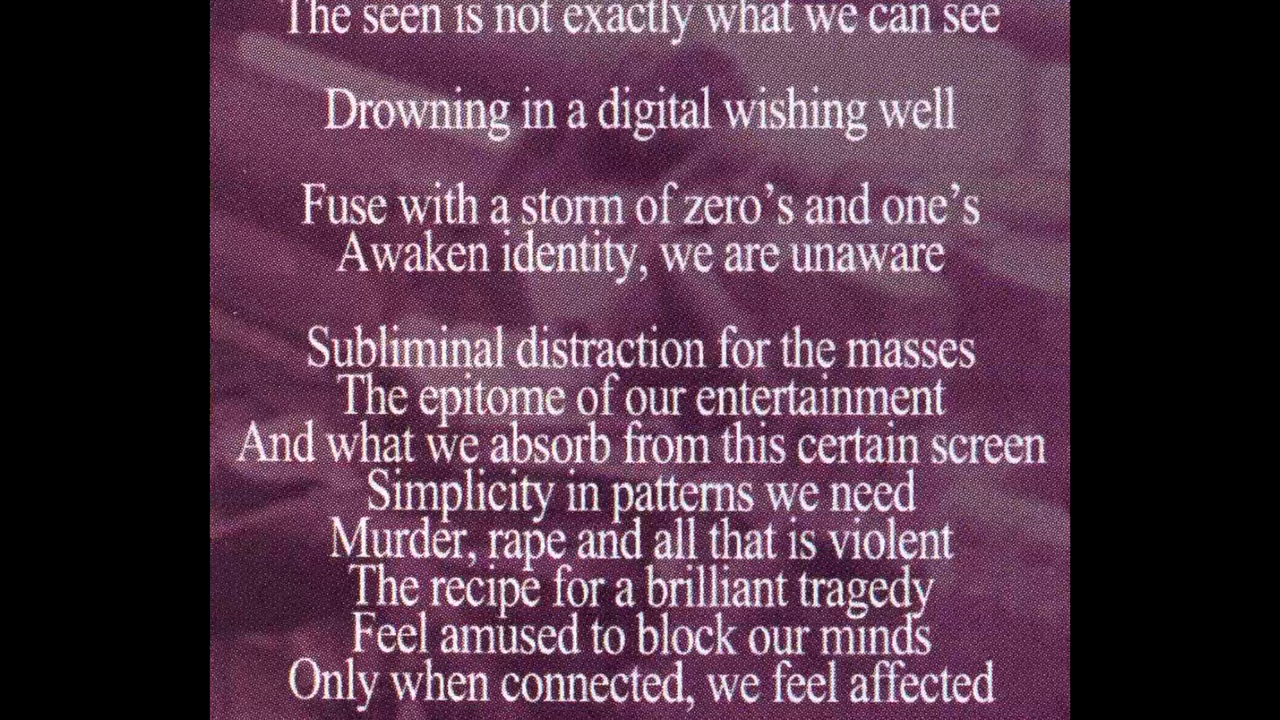 The seen is not exactly what we can see
Drowning in a digital wishing well
Fuse with a storm of zero's and one's
Awaken identity, we are unaware
Subliminal distraction for the masses
The epitome of our entertainment
And what we absorb from this certain screen
Simplicity in patterns we need
Murder, rape and all that is violent
The recipe for a brilliant tragedy
Feel amused to block our minds
Only when connected, we feel affected